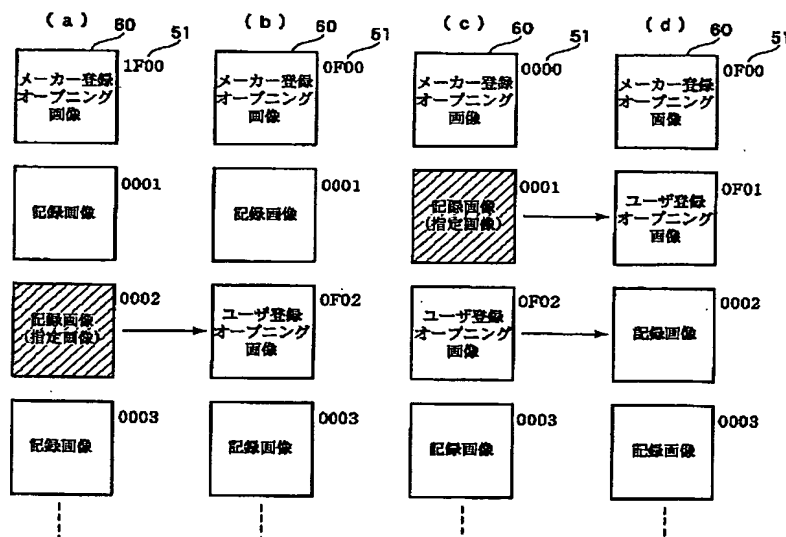 (a)
60
51
1F00
メーカー登録
オープニング
画像
0001
記録画像
0002
記録画像
(指定画像)
0003
記録画像
(b)
60
51
0F00
メーカー登録
オープニング
画像
0001
記録画像
0F02
ユーザ登録
オープニング
画像
0003
記録画像
(c)
60
51
0000
メーカー登録
オープニング
画像
0001
記録画像
(指定画像)
0F02
ユーザ登録
オープニング
画像
0003
記録画像
(d)
60
51
0F00
メーカー登録
オープニング
画像
0F01
ユーザ登録
オープニング
画像
0002
記録画像
0003
記録画像